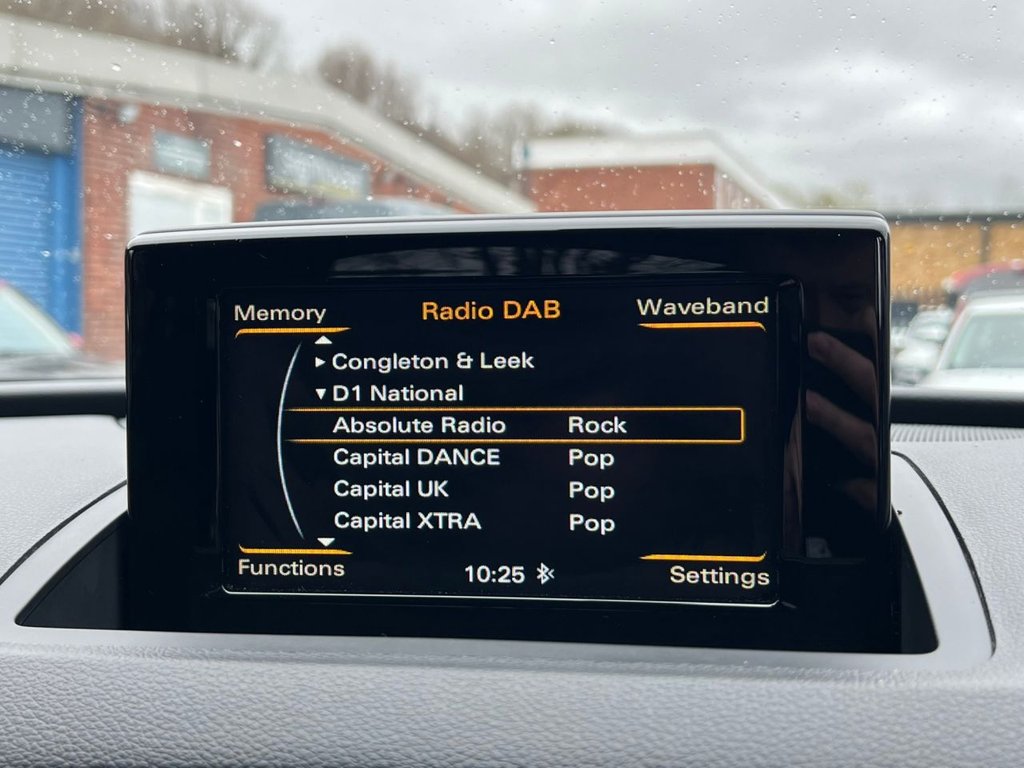 Memory Radio DAB Waveband
Congleton & Leek
D1 National
Absolute Radio Rock
Capital DANCE Pop
Capital UK Pop
Capital XTRA Pop
Functions 10:25 Settings